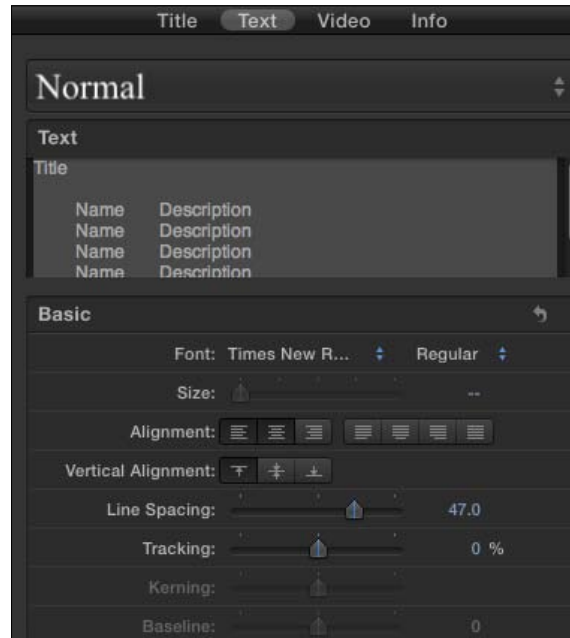 Title Text Video Info
Normal
Text
Title
Name Description
Name Description
Name Description
Name Description
Basic
Font: Times New R... Regular
Size: --
Alignment:
Vertical Alignment:
Line Spacing: 47.0
Tracking: 0 %
Kerning:
Baseline: 0